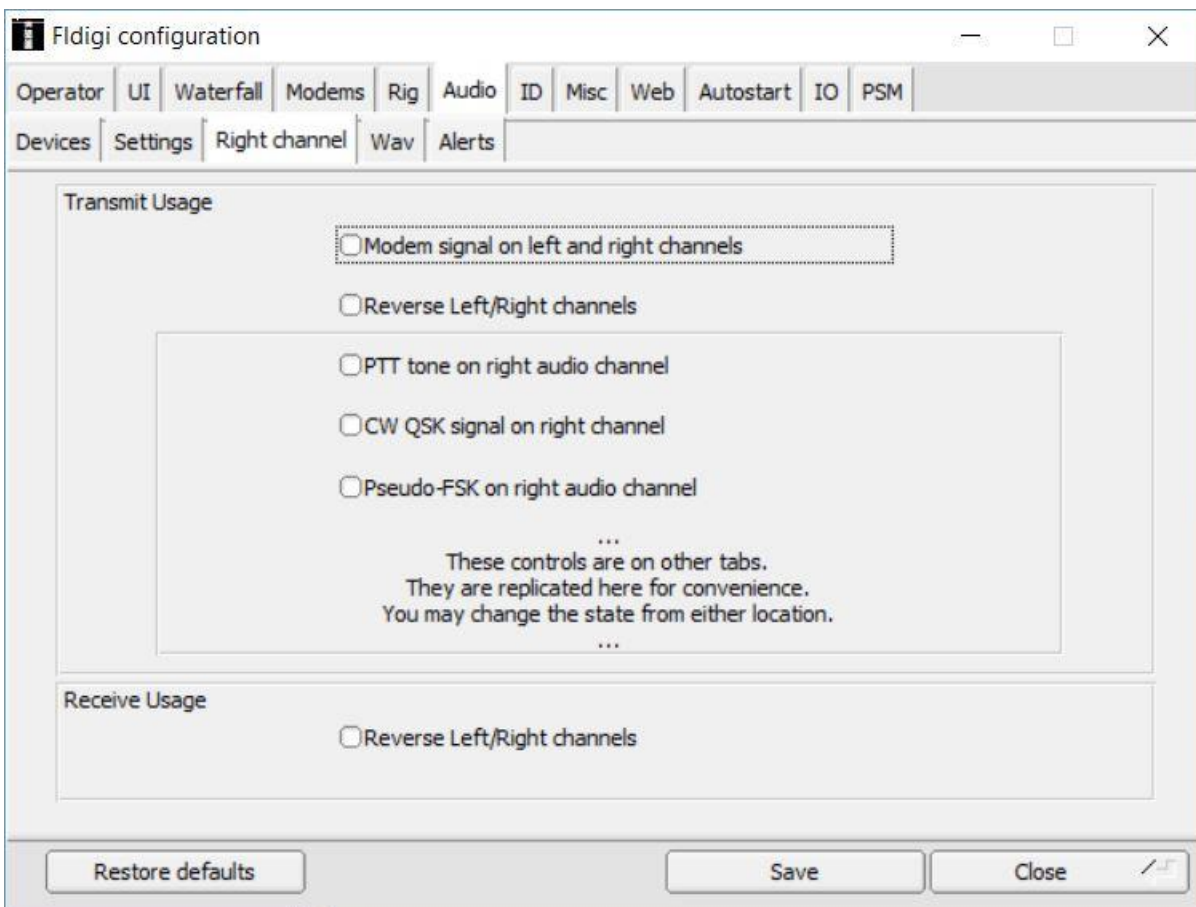 Fldigi configuration
Operator UI Waterfall Modems Rig Audio ID Misc Web Autostart IO PSM
Devices Settings Right channel Wav Alerts
Transmit Usage
Modem signal on left and right channels
Reverse Left/Right channels
PTT tone on right audio channel
CW QSK signal on right channel
Pseudo-FSK on right audio channel
...
These controls are on other tabs.
They are replicated here for convenience.
You may change the state from either location.
...
Receive Usage
Reverse Left/Right channels
Restore defaults Save Close